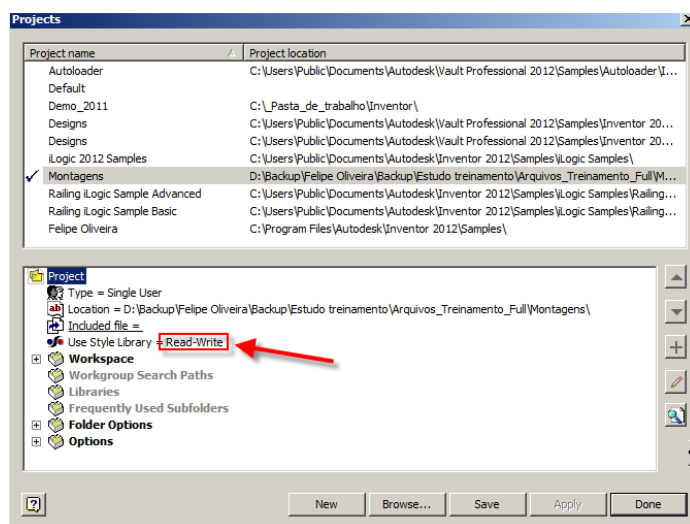 Projects
Project name Project location
Autoloader C:\Users\Public\Documents\Autodesk\Vault Professional 2012\Samples\Autoloader\I...
Default
Demo_2011 C:\_Pasta_de_trabalho\Inventor\
Designs C:\Users\Public\Documents\Autodesk\Vault Professional 2012\Samples\Inventor 20...
Designs C:\Users\Public\Documents\Autodesk\Vault Professional 2012\Samples\Inventor 20...
iLogic 2012 Samples C:\Users\Public\Documents\Autodesk\Inventor 2012\Samples\iLogic Samples\
Montagens D:\Backup\Felipe Oliveira\Backup\Estudo treinamento\Arquivos_Treinamento_Full\M...
Railing iLogic Sample Advanced C:\Users\Public\Documents\Autodesk\Inventor 2012\Samples\iLogic Samples\Railing...
Railing iLogic Sample Basic C:\Users\Public\Documents\Autodesk\Inventor 2012\Samples\iLogic Samples\Railing...
Felipe Oliveira C:\Program Files\Autodesk\Inventor 2012\Samples\
Project
Type = Single User
Location = D:\Backup\Felipe Oliveira\Backup\Estudo treinamento\Arquivos_Treinamento_Full\Montagens\
Included file =
Use Style Library = Read-Write
Workspace
Workgroup Search Paths
Libraries
Frequently Used Subfolders
Folder Options
Options
New Browse... Save Apply Done